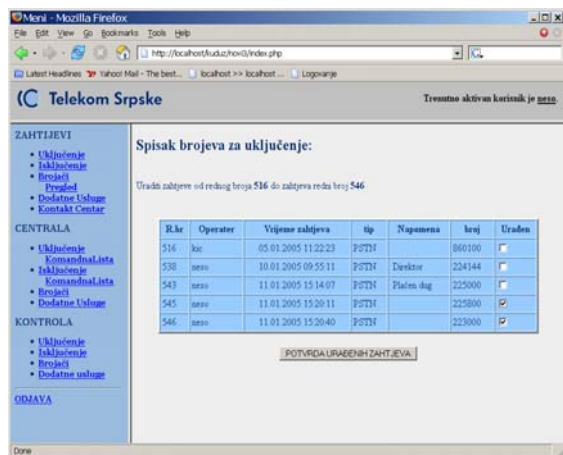 Meni - Mozilla Firefox
File Edit View Go Bookmarks Tools Help
http://localhost/kuduz/novi3/index.php
Latest Headlines Yahoo! Mail - The best... localhost >> localhost ... Logovanje
Telekom Srpske
Trenutno aktivan korisnik je neso.
ZAHTIJEVI
Uključenje
Isključenje
Brojači
Pregled
Dodatne Usluge
Kontakt Centar
CENTRALA
Uključenje
KomandnaLista
Isključenje
KomandnaLista
Brojači
Dodatne Usluge
KONTROLA
Uključenje
Isključenje
Brojači
Dodatne usluge
ODJAVA
Spisak brojeva za uključenje:
Uraditi zahtjeve od rednog broja 516 do zahtjeva redni broj 546
R.br Operater Vrijeme zahtjeva tip Napomena broj Urađen
516 kic 05.01.2005 11:22:23 PSTN 860100
538 neso 10.01.2005 09:55:11 PSTN Direktor 224144
543 neso 11.01.2005 15:14:07 PSTN Plaćen dug 225000
545 neso 11.01.2005 15:20:11 PSTN 225800
546 neso 11.01.2005 15:20:40 PSTN 223000
POTVRDA URAĐENIH ZAHTJEVA
Done